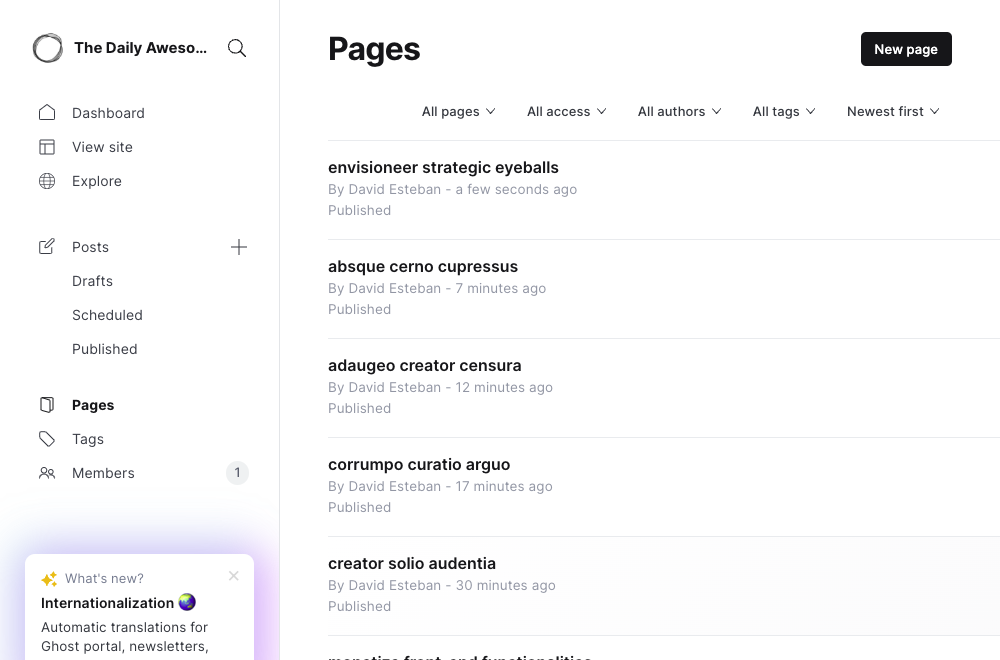 The Daily Aweso...
Dashboard
View site
Explore
Posts
Drafts
Scheduled
Published
Pages
Tags
Members 1
What's new?
Internationalization
Automatic translations for
Ghost portal, newsletters,
Pages
New page
All pages All access All authors All tags Newest first
envisioneer strategic eyeballs
By David Esteban - a few seconds ago
Published
absque cerno cupressus
By David Esteban - 7 minutes ago
Published
adaugeo creator censura
By David Esteban - 12 minutes ago
Published
corrumpo curatio arguo
By David Esteban - 17 minutes ago
Published
creator solio audentia
By David Esteban - 30 minutes ago
Published
monetize front-end functionalities